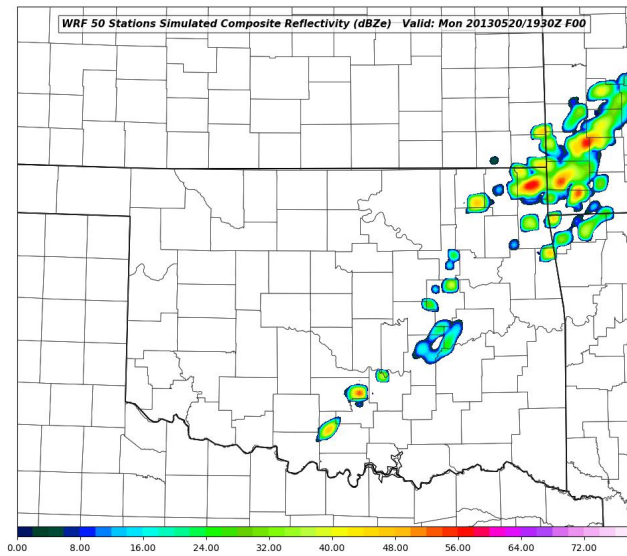 WRF 50 Stations Simulated Composite Reflectivity (dBZe)   Valid: Mon 20130520/1930Z F00
0.00 8.00 16.00 24.00 32.00 40.00 48.00 56.00 64.00 72.00